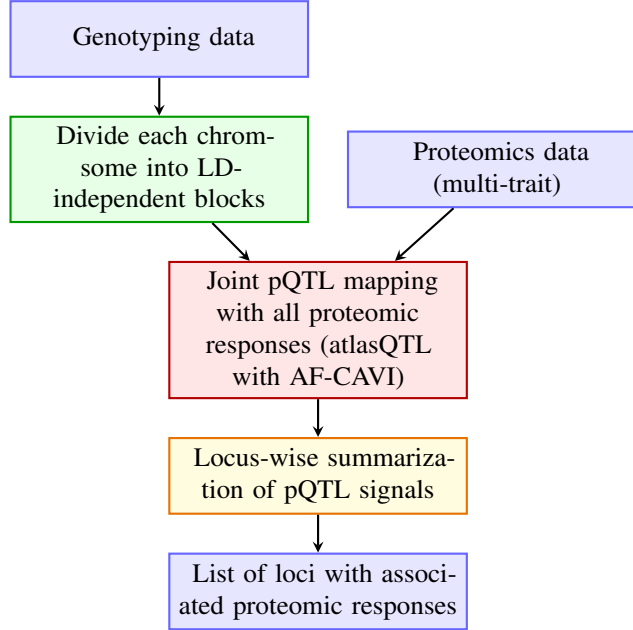 Genotyping data
Divide each chrom-
some into LD-
independent blocks
Proteomics data
(multi-trait)
Joint pQTL mapping
with all proteomic
responses (atlasQTL
with AF-CAVI)
Locus-wise summariza-
tion of pQTL signals
List of loci with associ-
ated proteomic responses